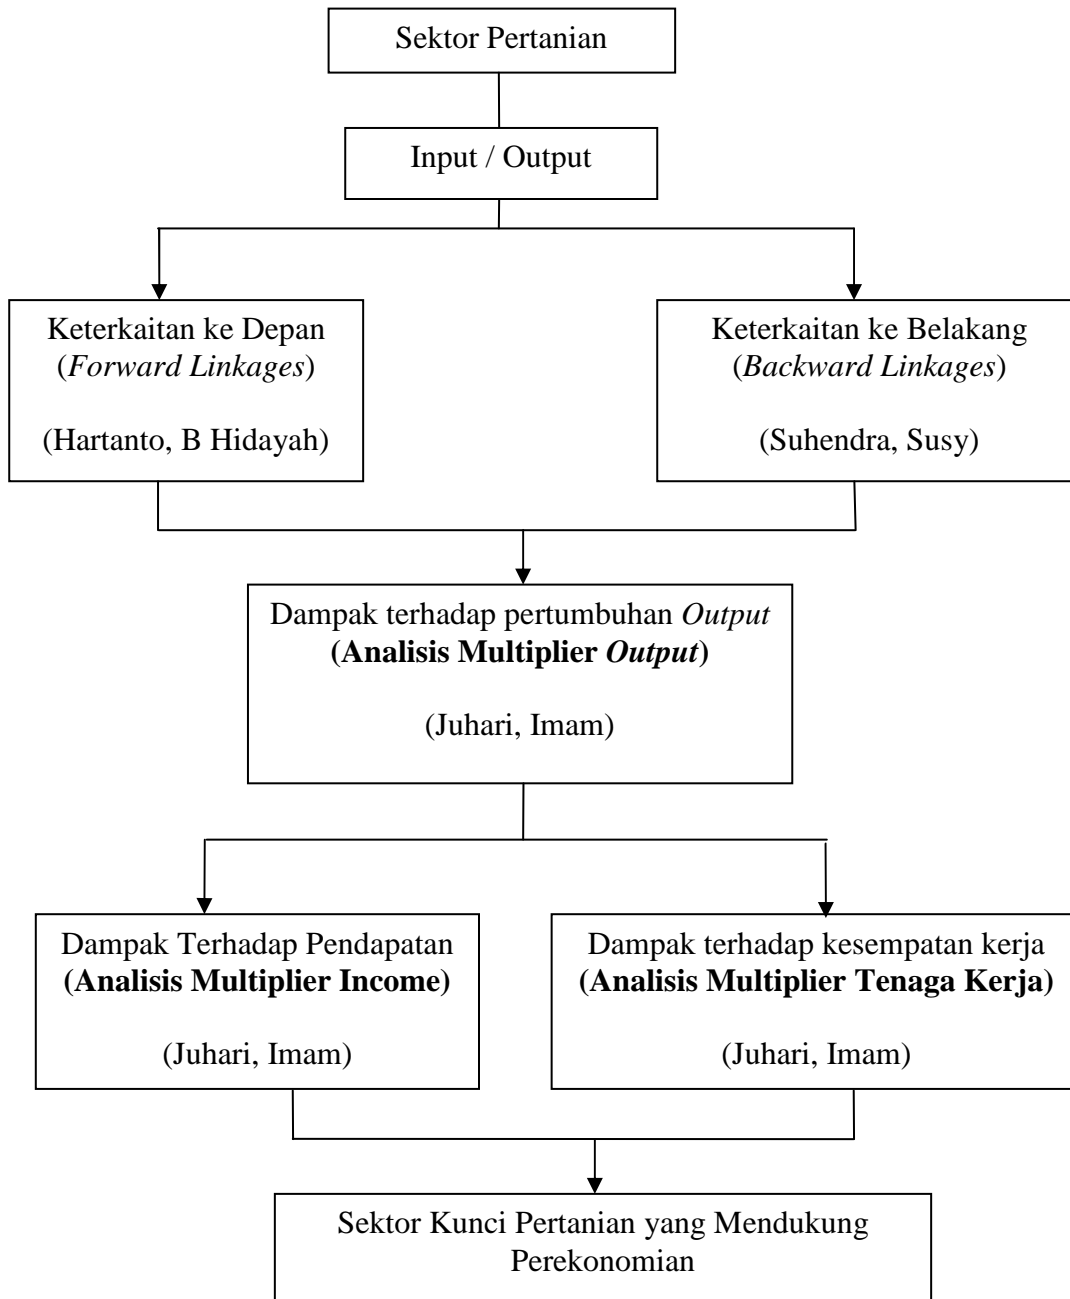 Sektor Pertanian
Input / Output
Keterkaitan ke Depan
(Forward Linkages)
(Hartanto, B Hidayah)
Keterkaitan ke Belakang
(Backward Linkages)
(Suhendra, Susy)
Dampak terhadap pertumbuhan Output
(Analisis Multiplier Output)
(Juhari, Imam)
Dampak Terhadap Pendapatan
(Analisis Multiplier Income)
(Juhari, Imam)
Dampak terhadap kesempatan kerja
(Analisis Multiplier Tenaga Kerja)
(Juhari, Imam)
Sektor Kunci Pertanian yang Mendukung
Perekonomian